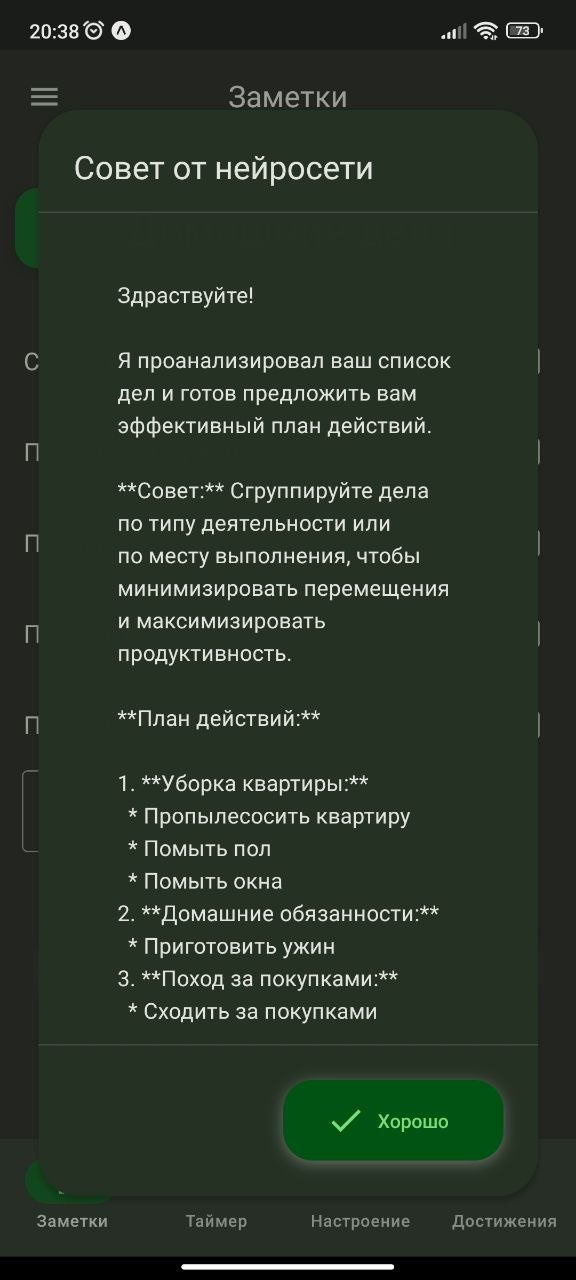 20:38
73
Заметки
Совет от нейросети
Здраствуйте!
Я проанализировал ваш список
дел и готов предложить вам
эффективный план действий.
**Совет:** Сгруппируйте дела
по типу деятельности или
по месту выполнения, чтобы
минимизировать перемещения
и максимизировать
продуктивность.
**План действий:**
1. **Уборка квартиры:**
* Пропылесосить квартиру
* Помыть пол
* Помыть окна
2. **Домашние обязанности:**
* Приготовить ужин
3. **Поход за покупками:**
* Сходить за покупками
Хорошо
Заметки Таймер Настроение Достижения